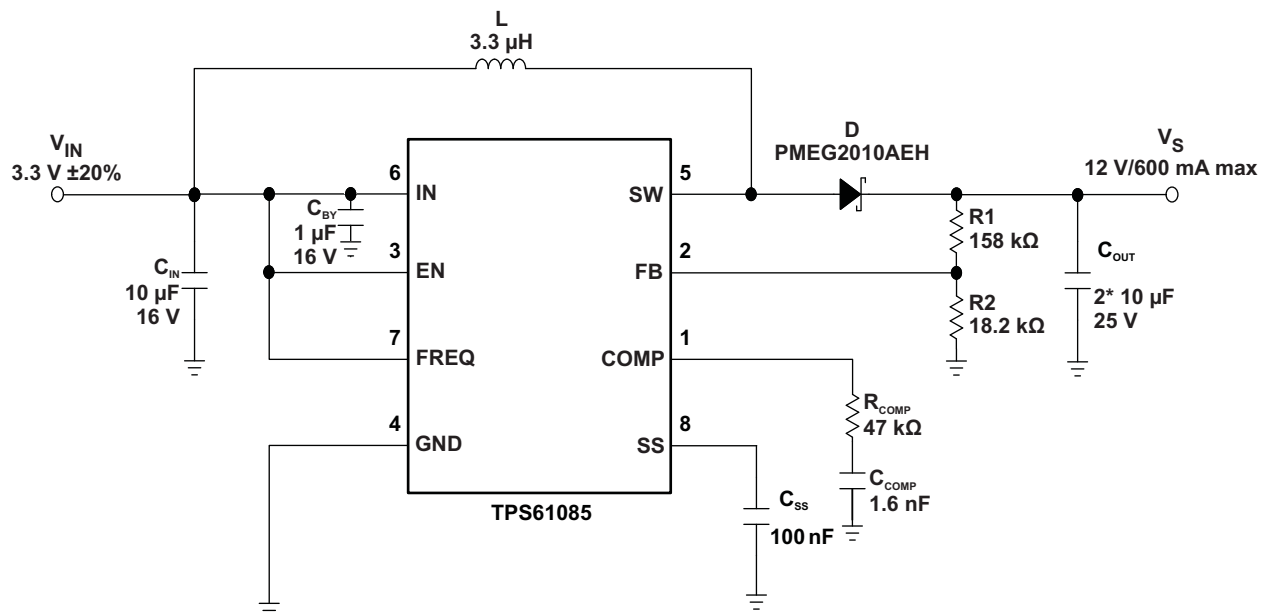 L
3.3 µH
V_IN
3.3 V ±20%
D
PMEG2010AEH
V_S
12 V/600 mA max
6
IN
5
SW
C_BY
1 µF
16 V
R1
158 kΩ
3
EN
2
FB
C_IN
10 µF
16 V
C_OUT
2* 10 µF
25 V
R2
18.2 kΩ
7
FREQ
1
COMP
R_COMP
47 kΩ
4
GND
8
SS
C_COMP
1.6 nF
C_SS
100 nF
TPS61085